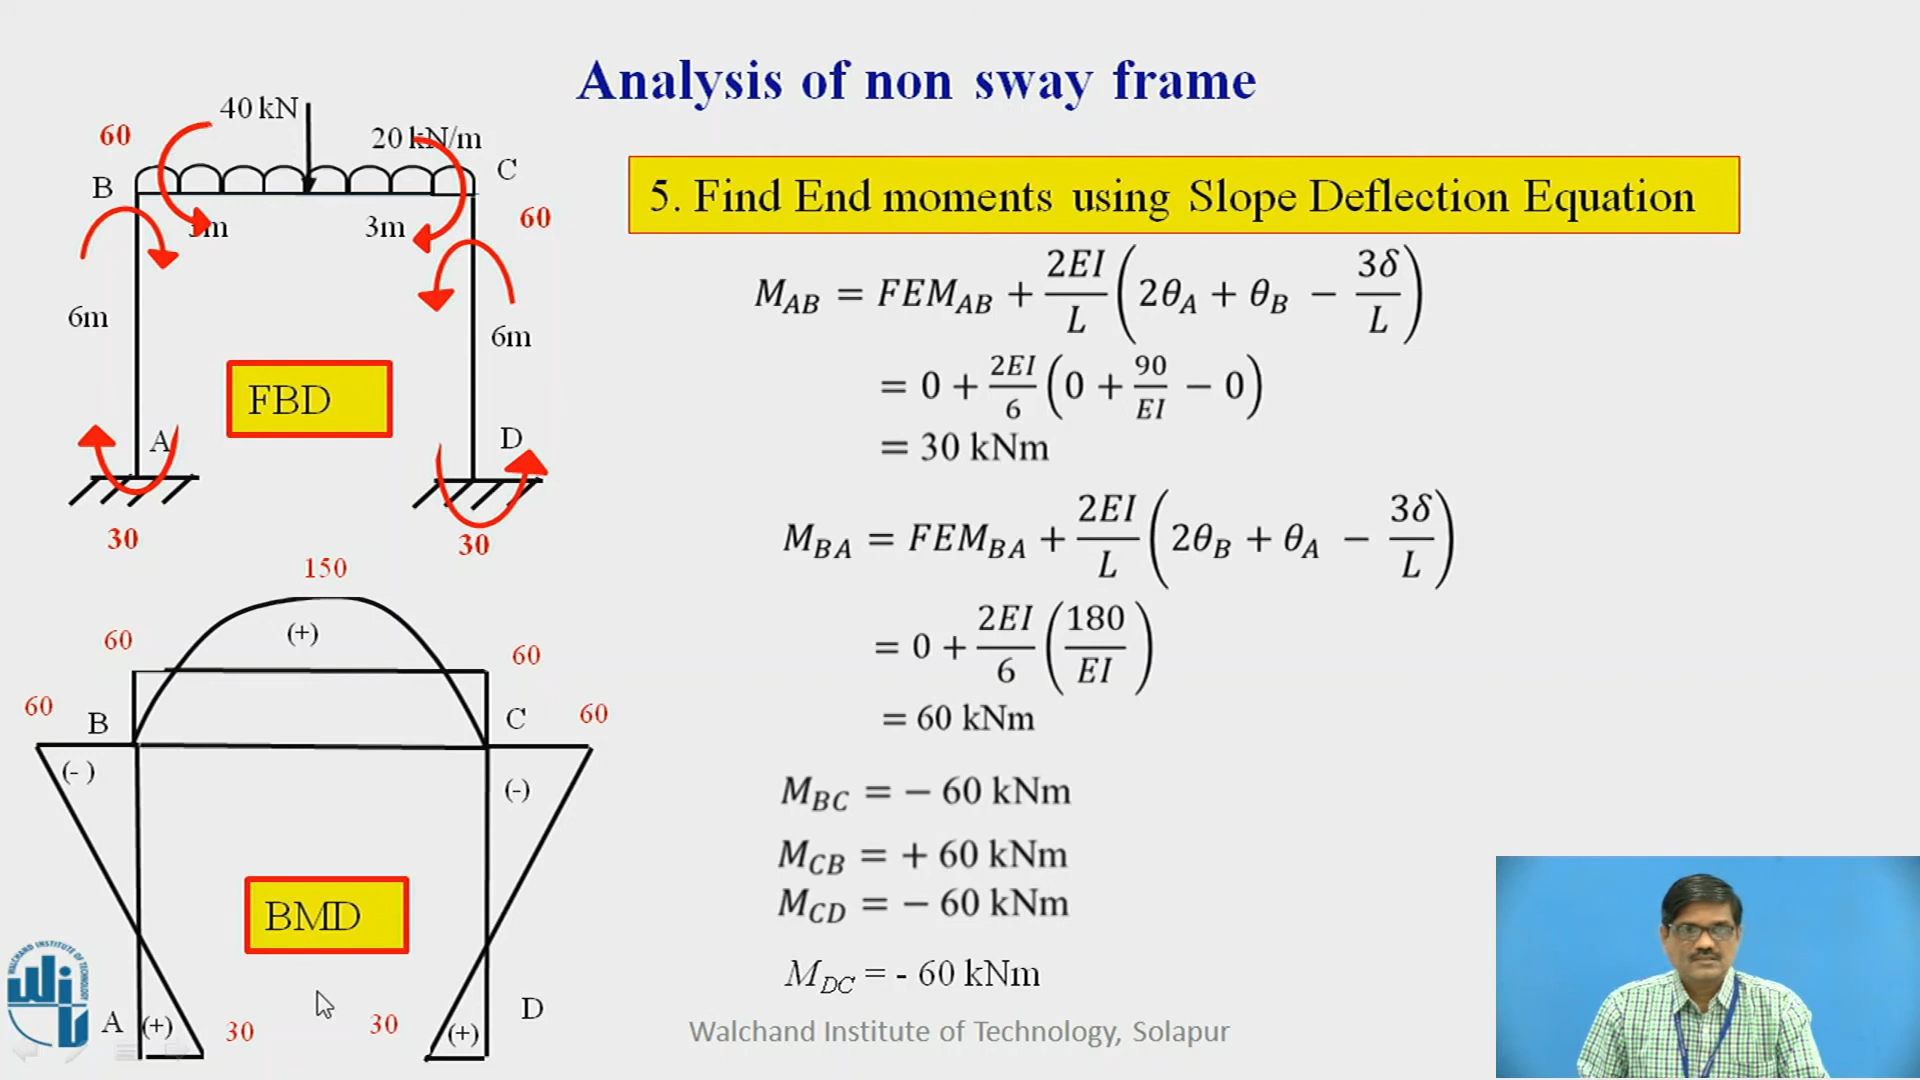 Analysis of non sway frame
40 kN
60
20 kN/m
B
C
3m
60
6m
6m
FBD
A
D
30
30
5. Find End moments using Slope Deflection Equation
M_AB = FEM_AB + 2EI/L (2θ_A + θ_B − 3δ/L)
= 0 + 2EI/6 (0 + 90/EI − 0)
= 30 kNm
M_BA = FEM_BA + 2EI/L (2θ_B + θ_A − 3δ/L)
= 0 + 2EI/6 (180/EI)
= 60 kNm
M_BC = − 60 kNm
M_CB = + 60 kNm
M_CD = − 60 kNm
M_DC = - 60 kNm
150
(+)
60
60
60
B
C
60
(- )
(-)
BMD
A
(+)
30
30
(+)
D
WALCHAND INSTITUTE OF TECHNOLOGY
Walchand Institute of Technology, Solapur